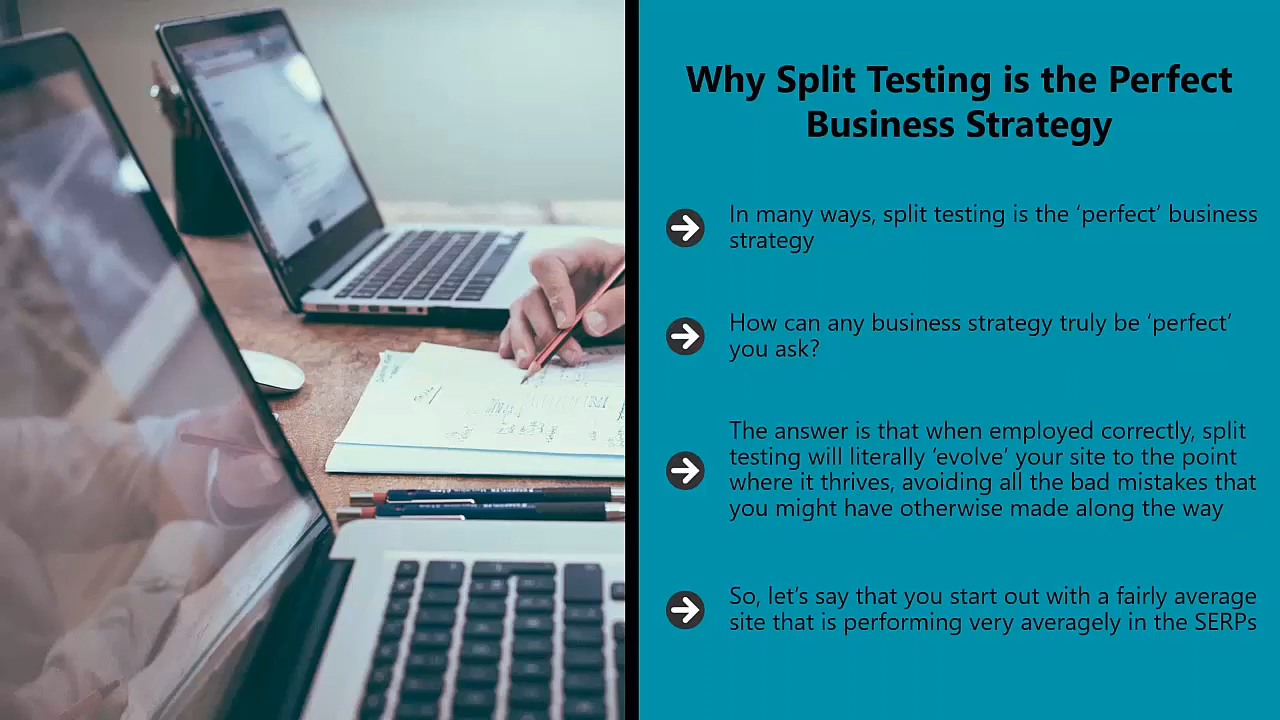 Why Split Testing is the Perfect
Business Strategy
In many ways, split testing is the ‘perfect’ business
strategy
How can any business strategy truly be ‘perfect’
you ask?
The answer is that when employed correctly, split
testing will literally ‘evolve’ your site to the point
where it thrives, avoiding all the bad mistakes that
you might have otherwise made along the way
So, let’s say that you start out with a fairly average
site that is performing very averagely in the SERPs